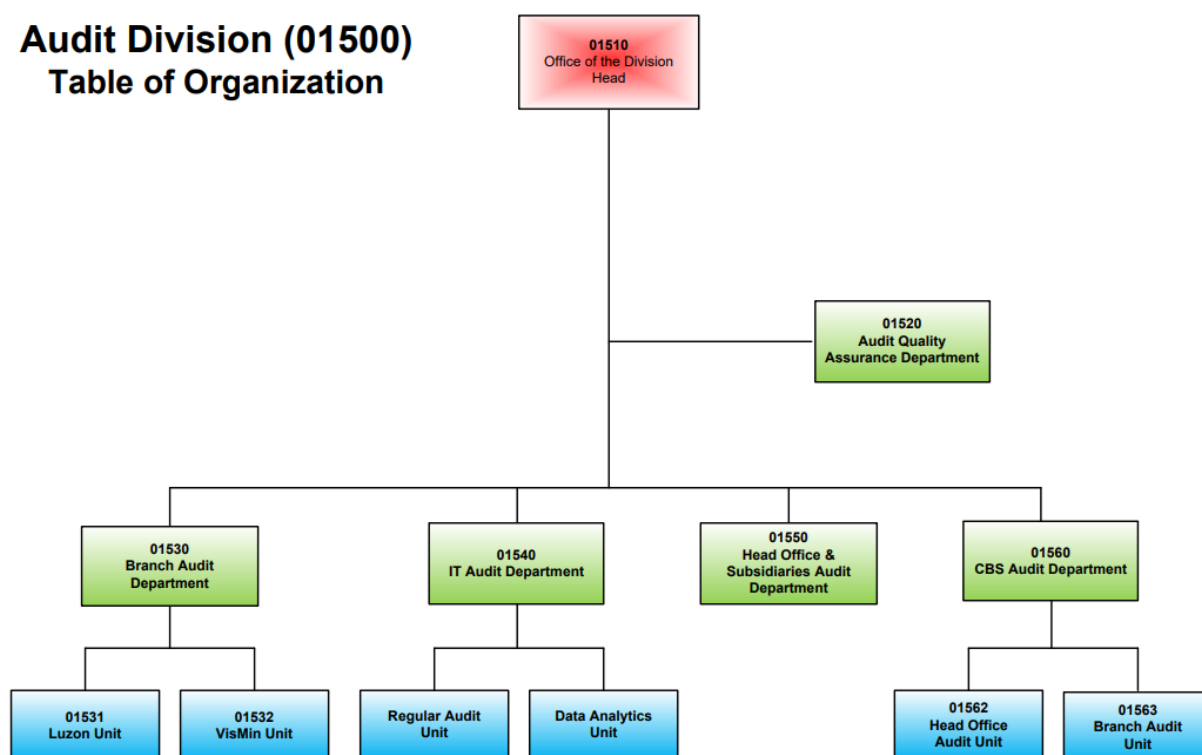 Audit Division (01500)
Table of Organization
01510
Office of the Division
Head
01520
Audit Quality
Assurance Department
01530
Branch Audit
Department
01540
IT Audit Department
01550
Head Office &
Subsidiaries Audit
Department
01560
CBS Audit Department
01531
Luzon Unit
01532
VisMin Unit
Regular Audit
Unit
Data Analytics
Unit
01562
Head Office
Audit Unit
01563
Branch Audit
Unit